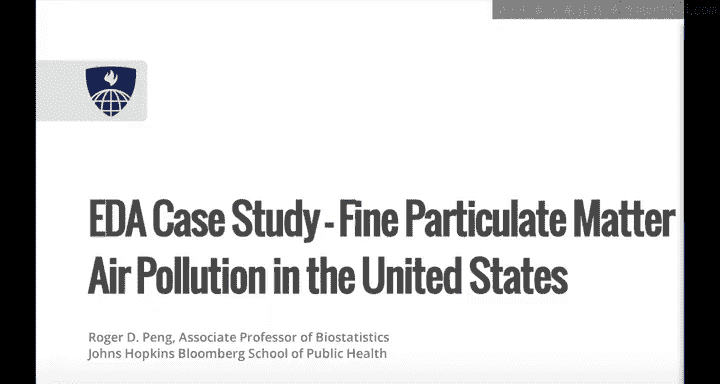 EDA Case Study - Fine Particulate Matter
Air Pollution in the United States
Roger D. Peng, Associate Professor of Biostatistics
Johns Hopkins Bloomberg School of Public Health